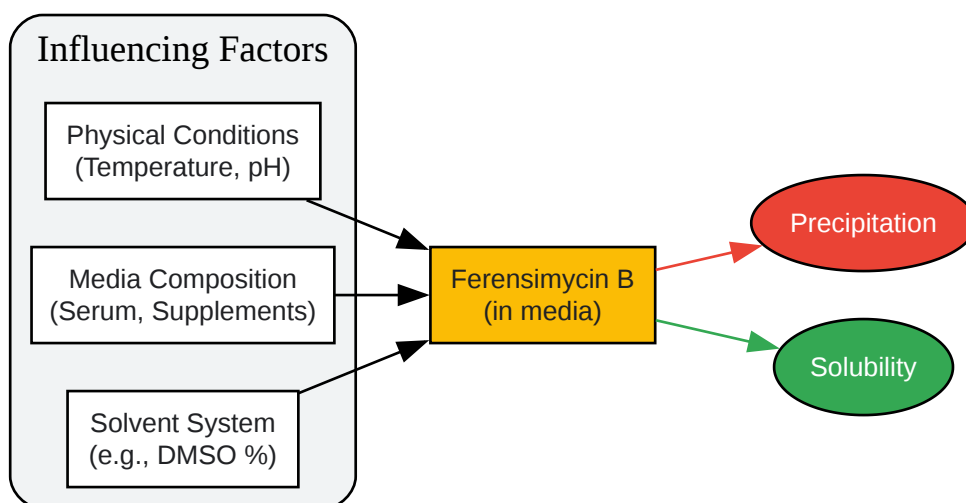 Influencing Factors
Physical Conditions
(Temperature, pH)
Media Composition
(Serum, Supplements)
Solvent System
(e.g., DMSO %)
Ferensimycin B
(in media)
Precipitation
Solubility